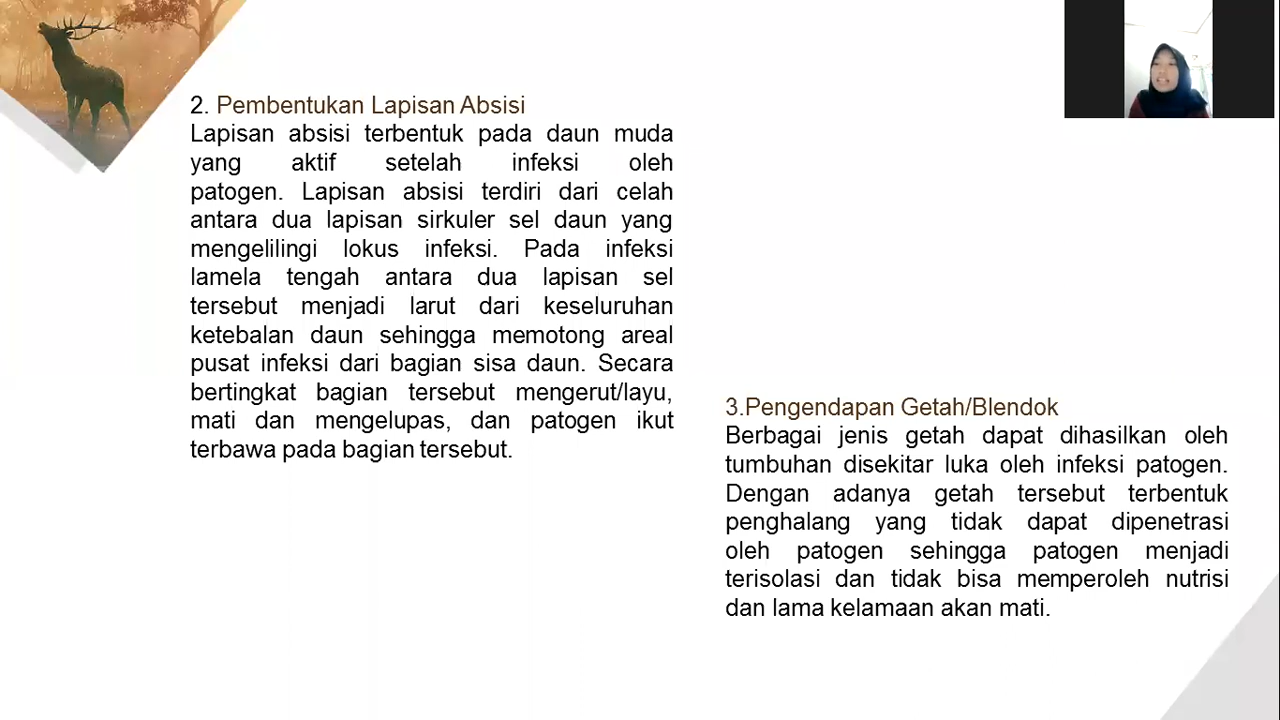 2. Pembentukan Lapisan Absisi
Lapisan absisi terbentuk pada daun muda
yang aktif setelah infeksi oleh
patogen. Lapisan absisi terdiri dari celah
antara dua lapisan sirkuler sel daun yang
mengelilingi lokus infeksi. Pada infeksi
lamela tengah antara dua lapisan sel
tersebut menjadi larut dari keseluruhan
ketebalan daun sehingga memotong areal
pusat infeksi dari bagian sisa daun. Secara
bertingkat bagian tersebut mengerut/layu,
mati dan mengelupas, dan patogen ikut
terbawa pada bagian tersebut.
3.Pengendapan Getah/Blendok
Berbagai jenis getah dapat dihasilkan oleh
tumbuhan disekitar luka oleh infeksi patogen.
Dengan adanya getah tersebut terbentuk
penghalang yang tidak dapat dipenetrasi
oleh patogen sehingga patogen menjadi
terisolasi dan tidak bisa memperoleh nutrisi
dan lama kelamaan akan mati.